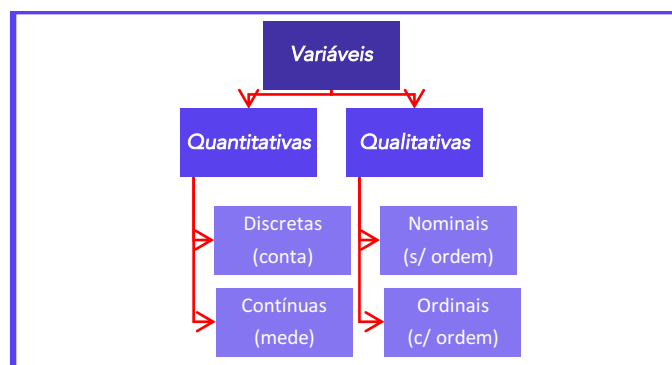 Variáveis
Quantitativas
Qualitativas
Discretas
(conta)
Nominais
(s/ ordem)
Contínuas
(mede)
Ordinais
(c/ ordem)